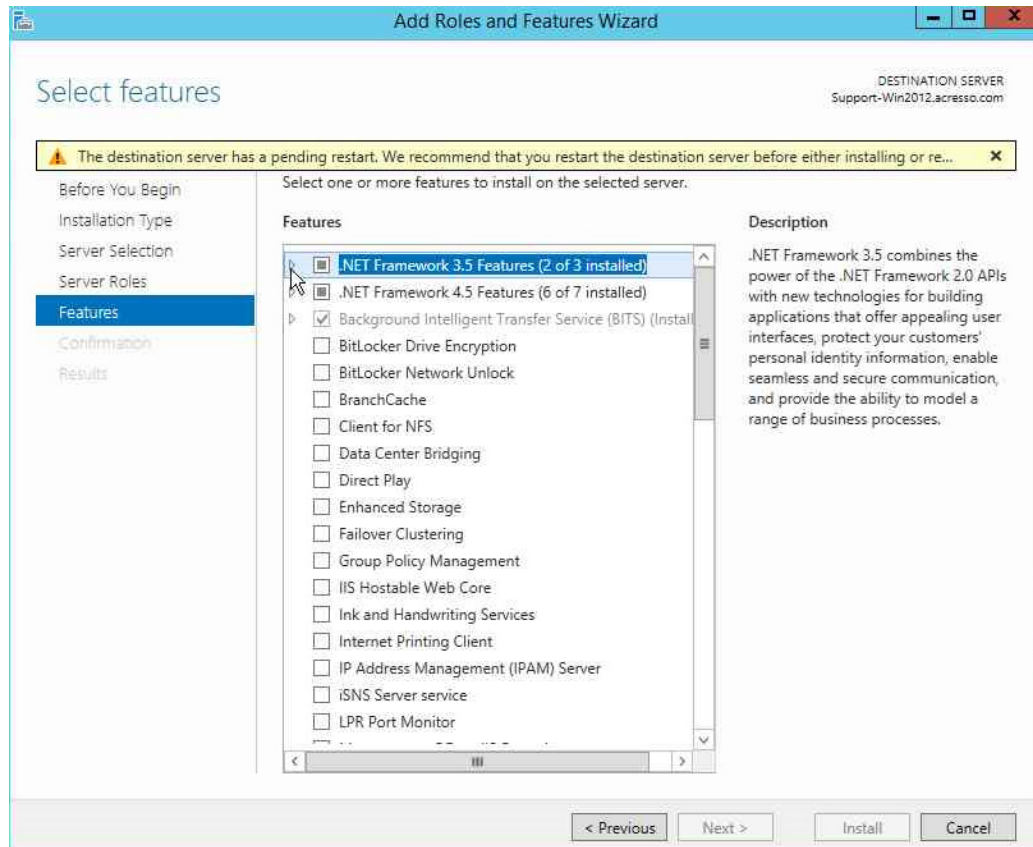 Add Roles and Features Wizard
Select features
DESTINATION SERVER
Support-Win2012.acresso.com
The destination server has a pending restart. We recommend that you restart the destination server before either installing or re...
Before You Begin
Installation Type
Server Selection
Server Roles
Features
Confirmation
Results
Select one or more features to install on the selected server.
Features
.NET Framework 3.5 Features (2 of 3 installed)
.NET Framework 4.5 Features (6 of 7 installed)
Background Intelligent Transfer Service (BITS) (Install
BitLocker Drive Encryption
BitLocker Network Unlock
BranchCache
Client for NFS
Data Center Bridging
Direct Play
Enhanced Storage
Failover Clustering
Group Policy Management
IIS Hostable Web Core
Ink and Handwriting Services
Internet Printing Client
IP Address Management (IPAM) Server
iSNS Server service
LPR Port Monitor
Description
.NET Framework 3.5 combines the
power of the .NET Framework 2.0 APIs
with new technologies for building
applications that offer appealing user
interfaces, protect your customers'
personal identity information, enable
seamless and secure communication,
and provide the ability to model a
range of business processes.
< Previous
Next >
Install
Cancel